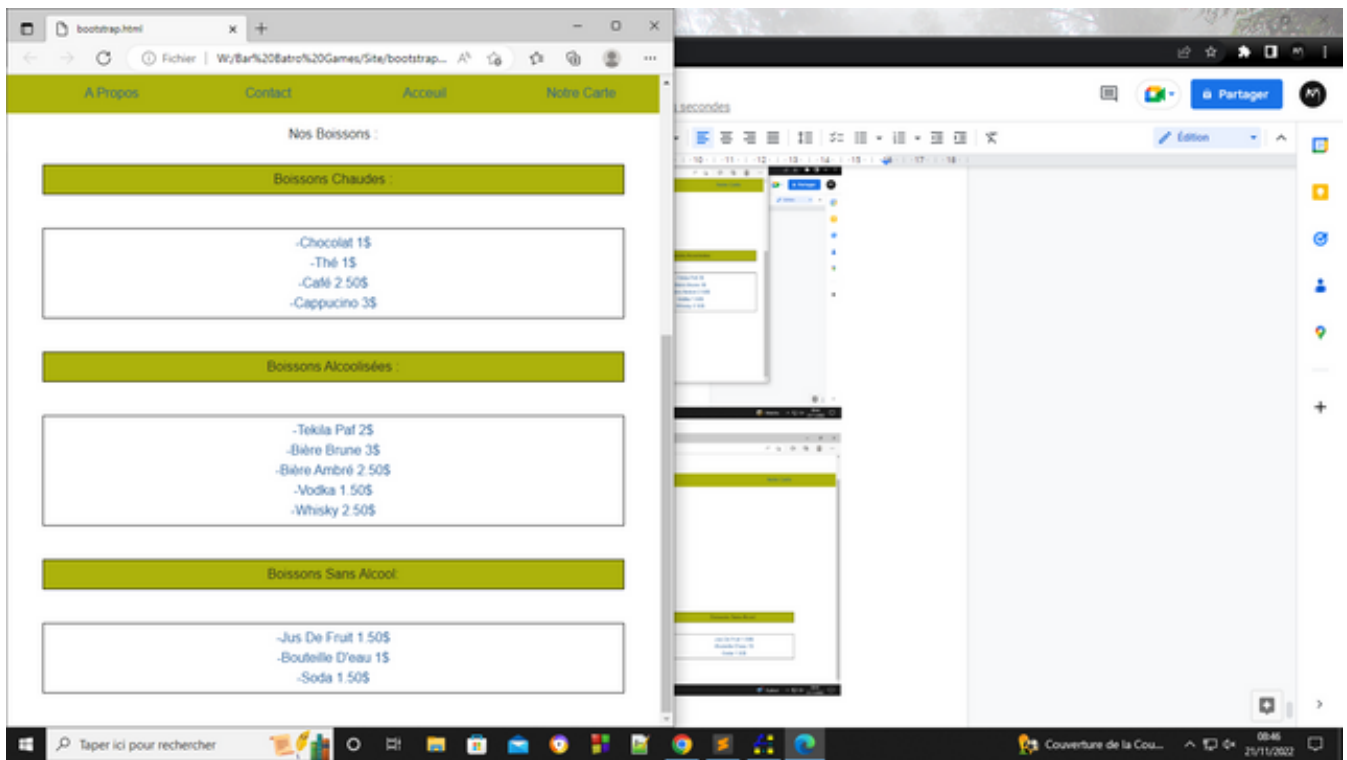 bootstrap.html
Fichier | W:/Bar%20Batro%20Games/Site/bootstrap...
A Propos Contact Acceuil Notre Carte
Nos Boissons :
Boissons Chaudes :
-Chocolat 1$
-Thé 1$
-Café 2.50$
-Cappucino 3$
Boissons Alcoolisées :
-Tekila Paf 2$
-Bière Brune 3$
-Bière Ambré 2.50$
-Vodka 1.50$
-Whisky 2.50$
Boissons Sans Alcool:
-Jus De Fruit 1.50$
-Bouteille D'eau 1$
-Soda 1.50$
secondes
Partager
Édition
Taper ici pour rechercher
Couverture de la Cou...
08:46
21/11/2022